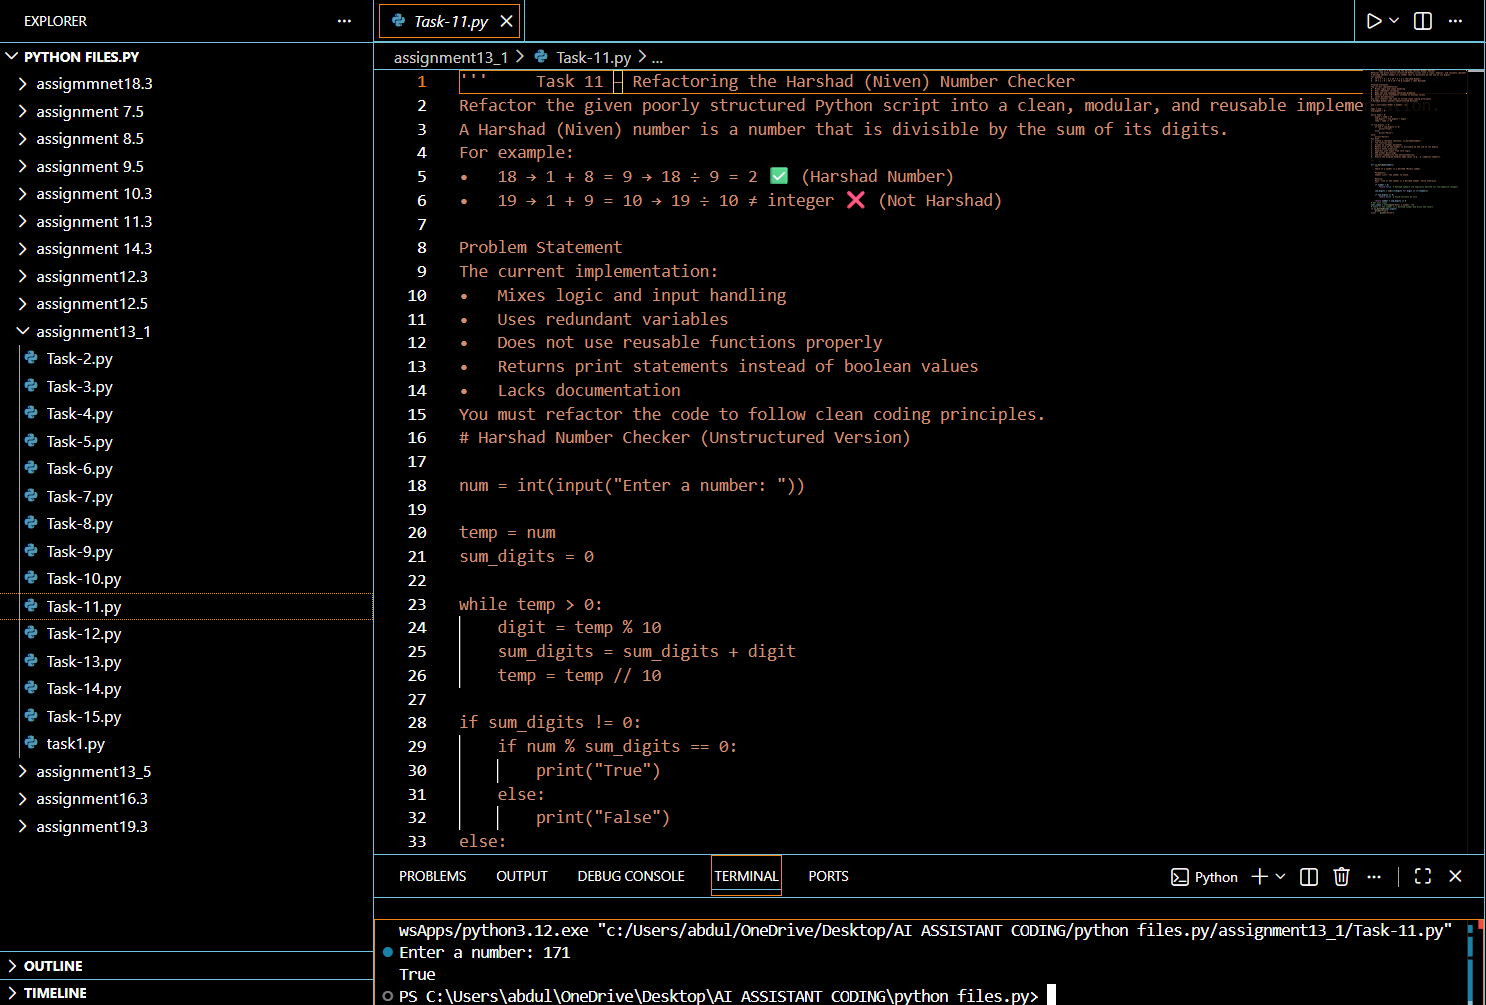 EXPLORER
PYTHON FILES.PY
assignmmnet18.3
assignment 7.5
assignment 8.5
assignment 9.5
assignment 10.3
assignment 11.3
assignment 14.3
assignment12.3
assignment12.5
assignment13_1
Task-2.py
Task-3.py
Task-4.py
Task-5.py
Task-6.py
Task-7.py
Task-8.py
Task-9.py
Task-10.py
Task-11.py
Task-12.py
Task-13.py
Task-14.py
Task-15.py
task1.py
assignment13_5
assignment16.3
assignment19.3
OUTLINE
TIMELINE
Task-11.py
assignment13_1 > Task-11.py > ...
1 ''' Task 11 – Refactoring the Harshad (Niven) Number Checker
2 Refactor the given poorly structured Python script into a clean, modular, and reusable impleme
3 A Harshad (Niven) number is a number that is divisible by the sum of its digits.
4 For example:
5 • 18 → 1 + 8 = 9 → 18 ÷ 9 = 2 ✅ (Harshad Number)
6 • 19 → 1 + 9 = 10 → 19 ÷ 10 ≠ integer ❌ (Not Harshad)
7
8 Problem Statement
9 The current implementation:
10 • Mixes logic and input handling
11 • Uses redundant variables
12 • Does not use reusable functions properly
13 • Returns print statements instead of boolean values
14 • Lacks documentation
15 You must refactor the code to follow clean coding principles.
16 # Harshad Number Checker (Unstructured Version)
17
18 num = int(input("Enter a number: "))
19
20 temp = num
21 sum_digits = 0
22
23 while temp > 0:
24 digit = temp % 10
25 sum_digits = sum_digits + digit
26 temp = temp // 10
27
28 if sum_digits != 0:
29 if num % sum_digits == 0:
30 print("True")
31 else:
32 print("False")
33 else:
PROBLEMS OUTPUT DEBUG CONSOLE TERMINAL PORTS Python
wsApps/python3.12.exe "c:/Users/abdul/OneDrive/Desktop/AI ASSISTANT CODING/python files.py/assignment13_1/Task-11.py"
Enter a number: 171
True
PS C:\Users\abdul\OneDrive\Desktop\AI ASSISTANT CODING\python files.py>